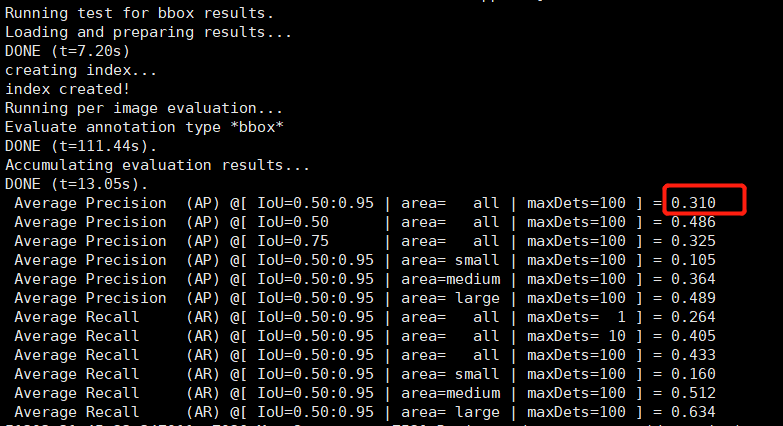 Running test for bbox results.
Loading and preparing results...
DONE (t=7.20s)
creating index...
index created!
Running per image evaluation...
Evaluate annotation type *bbox*
DONE (t=111.44s).
Accumulating evaluation results...
DONE (t=13.05s).
 Average Precision  (AP) @[ IoU=0.50:0.95 | area=   all | maxDets=100 ] = 0.310
 Average Precision  (AP) @[ IoU=0.50      | area=   all | maxDets=100 ] = 0.486
 Average Precision  (AP) @[ IoU=0.75      | area=   all | maxDets=100 ] = 0.325
 Average Precision  (AP) @[ IoU=0.50:0.95 | area= small | maxDets=100 ] = 0.105
 Average Precision  (AP) @[ IoU=0.50:0.95 | area=medium | maxDets=100 ] = 0.364
 Average Precision  (AP) @[ IoU=0.50:0.95 | area= large | maxDets=100 ] = 0.489
 Average Recall     (AR) @[ IoU=0.50:0.95 | area=   all | maxDets=  1 ] = 0.264
 Average Recall     (AR) @[ IoU=0.50:0.95 | area=   all | maxDets= 10 ] = 0.405
 Average Recall     (AR) @[ IoU=0.50:0.95 | area=   all | maxDets=100 ] = 0.433
 Average Recall     (AR) @[ IoU=0.50:0.95 | area= small | maxDets=100 ] = 0.160
 Average Recall     (AR) @[ IoU=0.50:0.95 | area=medium | maxDets=100 ] = 0.512
 Average Recall     (AR) @[ IoU=0.50:0.95 | area= large | maxDets=100 ] = 0.634